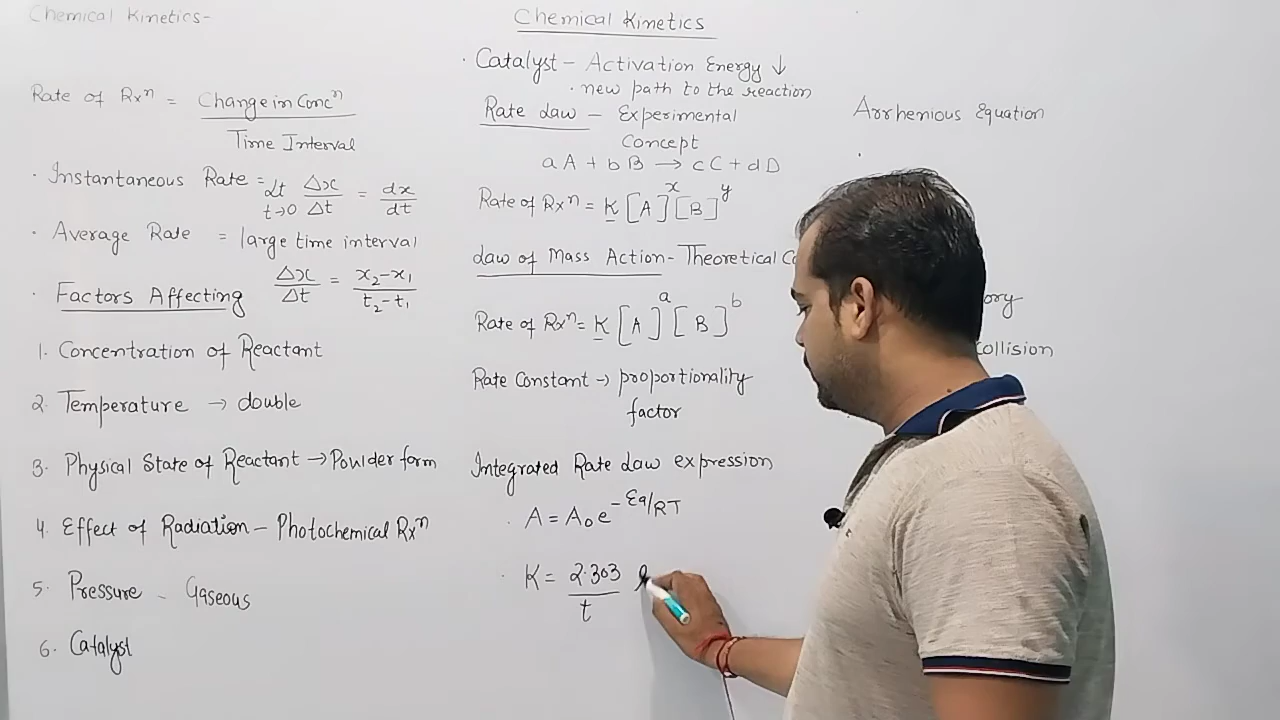 Chemical Kinetics-
Rate of Rxⁿ = Change in Concⁿ
Time Interval
· Instantaneous Rate = Lt Δx/Δt = dx/dt
t→0
· Average Rate = large time interval
Δx/Δt = x₂-x₁/t₂-t₁
· Factors Affecting
1. Concentration of Reactant
2. Temperature → double
3. Physical State of Reactant → Powlder form
4. Effect of Radiation – Photochemical Rxⁿ
5. Pressure - Gaseous
6. Catalyst
Chemical Kinetics
· Catalyst – Activation Energy ↓
· new path to the reaction
Rate Law – Experimental
Concept
aA + bB → cC + dD
Rate of Rxⁿ = K [A]ˣ [B]ʸ
Law of Mass Action - Theoretical
Rate of Rxⁿ = K [A]ᵃ [B]ᵇ
Rate Constant → proportionality
factor
Integrated Rate Law expression
· A = A₀e^-Ea/RT
· K = 2.303/t
Arrhenious Equation
ory
Collision